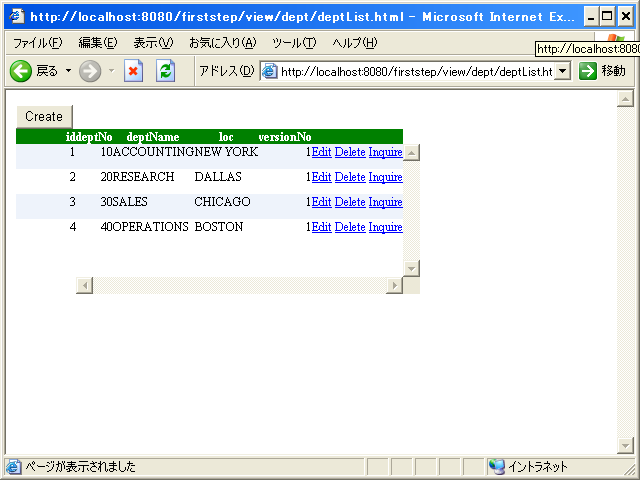 http://localhost:8080/firststep/view/dept/deptList.html - Microsoft Internet Ex...
ファイル(F) 編集(E) 表示(V) お気に入り(A) ツール(T) ヘルプ(H)
http://localhost:8080
戻る アドレス(D) http://localhost:8080/firststep/view/dept/deptList.ht 移動
Create
id deptNo deptName loc versionNo
1 10 ACCOUNTING NEW YORK 1 Edit Delete Inquire
2 20 RESEARCH DALLAS 1 Edit Delete Inquire
3 30 SALES CHICAGO 1 Edit Delete Inquire
4 40 OPERATIONS BOSTON 1 Edit Delete Inquire
ページが表示されました イントラネット